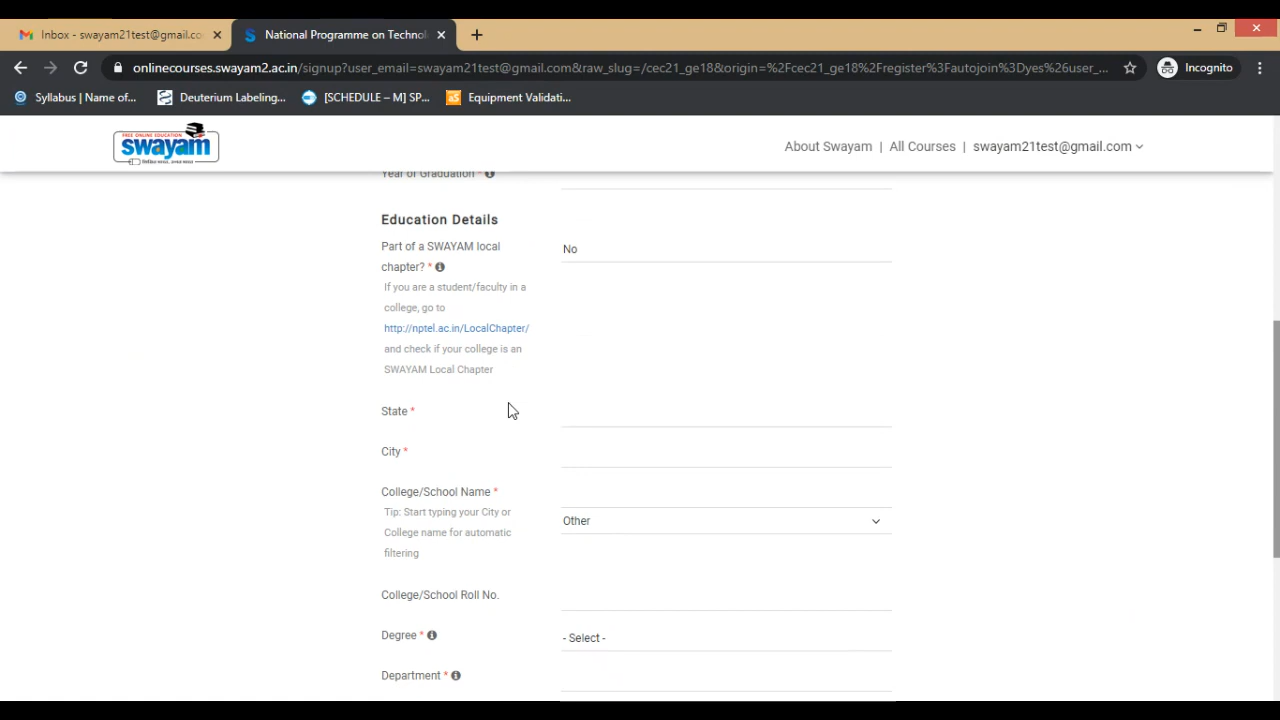 Inbox - swayam21test@gmail.co
National Programme on Technol
onlinecourses.swayam2.ac.in/signup?user_email=swayam21test@gmail.com&raw_slug=/cec21_ge18&origin=%2Fcec21_ge18%2Fregister%3Fautojoin%3Dyes%26user_...
Incognito
Syllabus | Name of...
Deuterium Labeling...
[SCHEDULE – M] SP...
Equipment Validati...
FREE ONLINE EDUCATION
swayam
About Swayam | All Courses | swayam21test@gmail.com
Year of Graduation *
Education Details
Part of a SWAYAM local
chapter? *
No
If you are a student/faculty in a
college, go to
http://nptel.ac.in/LocalChapter/
and check if your college is an
SWAYAM Local Chapter
State *
City *
College/School Name *
Tip: Start typing your City or
College name for automatic
filtering
Other
College/School Roll No.
Degree *
- Select -
Department *